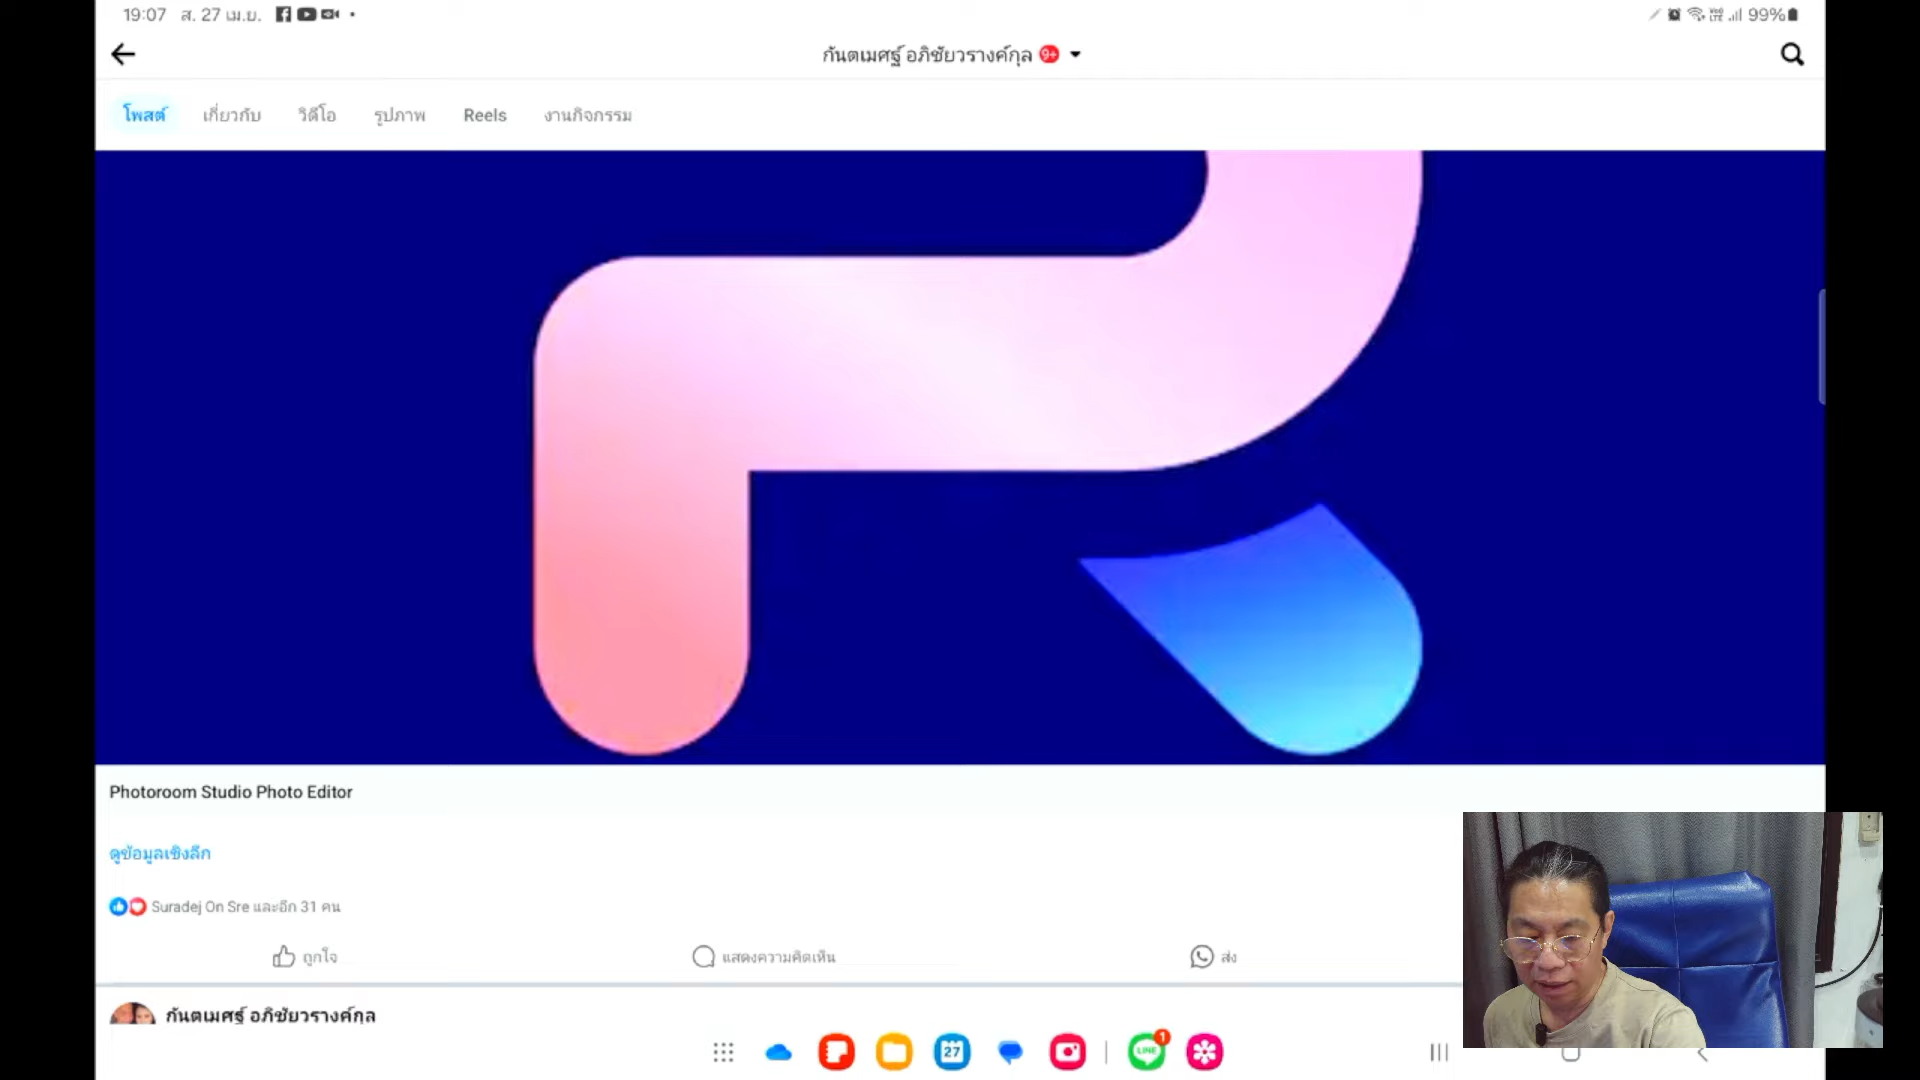 19:07 ส. 27 เม.ย.
99%
กันตเมศฐ์ อภิชัยวรางค์กุล 9+
โพสต์ เกี่ยวกับ วิดีโอ รูปภาพ Reels งานกิจกรรม
Photoroom Studio Photo Editor
ดูข้อมูลเชิงลึก
Suradej On Sre และอีก 31 คน
ถูกใจ แสดงความคิดเห็น ส่ง
กันตเมศฐ์ อภิชัยวรางค์กุล
27 LINE 1